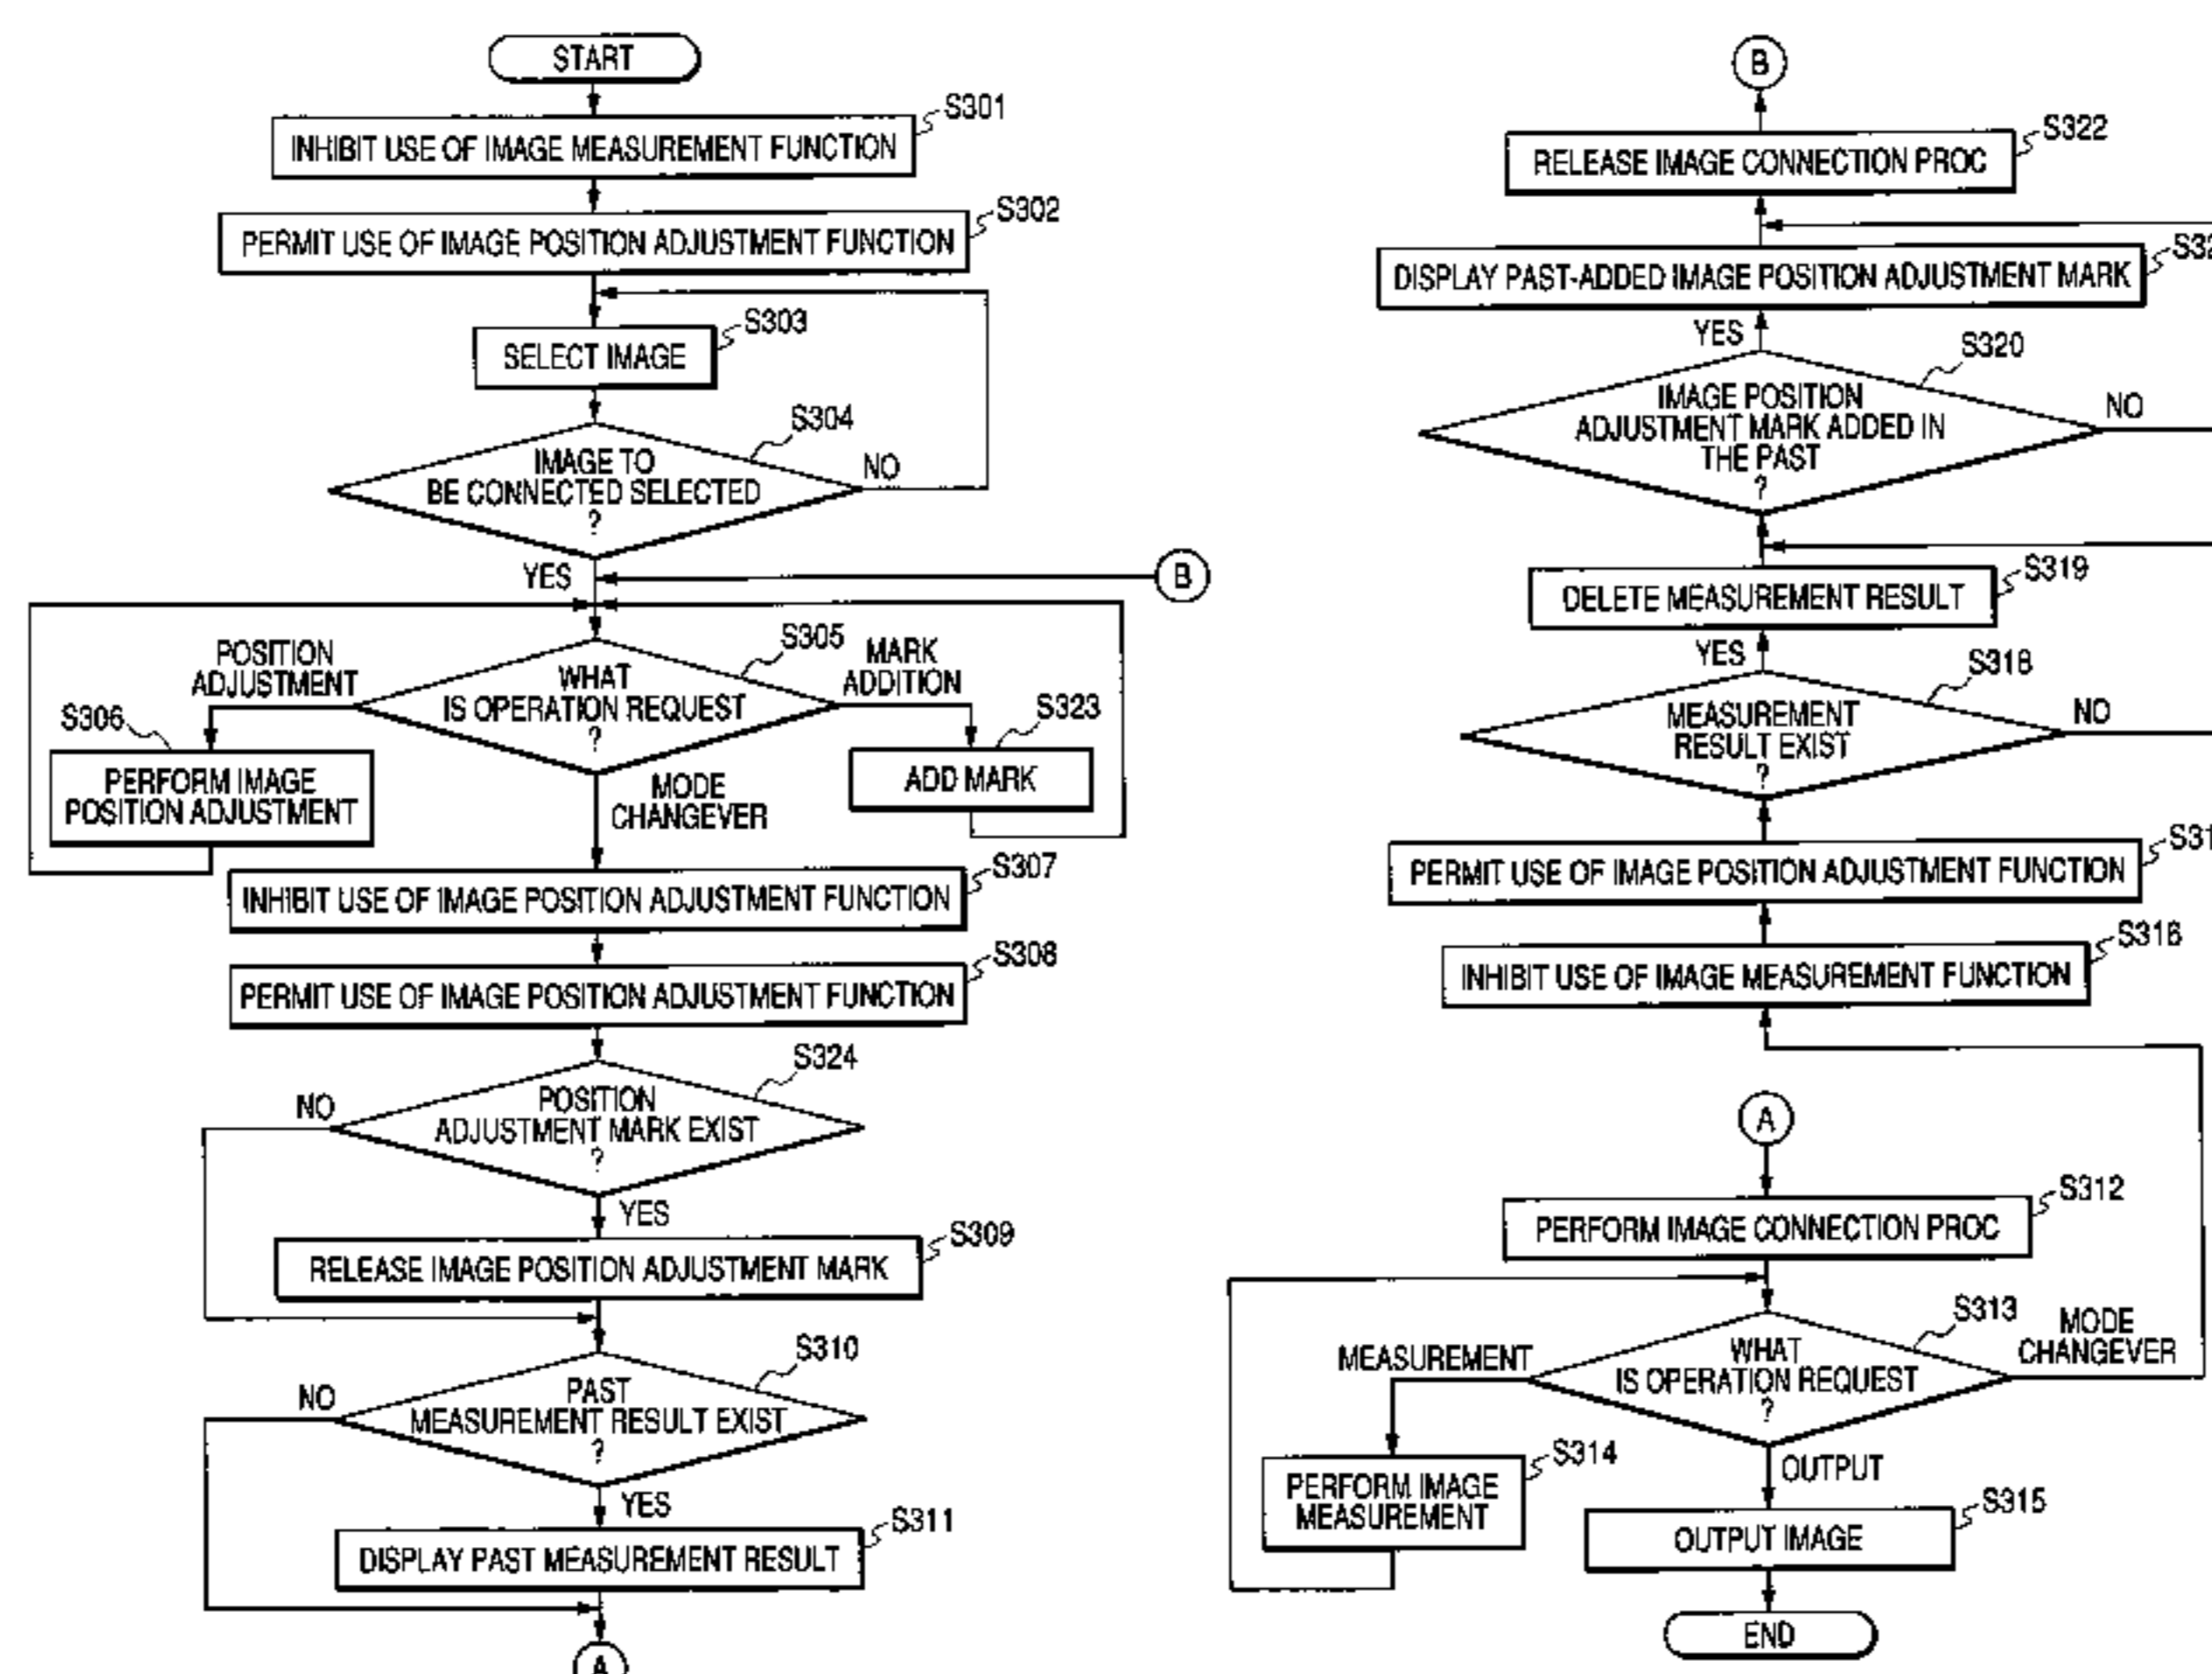 START
S301
INHIBIT USE OF IMAGE MEASUREMENT FUNCTION
S302
PERMIT USE OF IMAGE POSITION ADJUSTMENT FUNCTION
S303
SELECT IMAGE
S304
IMAGE TO
BE CONNECTED SELECTED
?
NO
YES
B
S305
POSITION
ADJUSTMENT
WHAT
IS OPERATION REQUEST
?
MARK
ADDITION
S306
PERFORM IMAGE
POSITION ADJUSTMENT
S323
ADD MARK
MODE
CHANGEVER
S307
INHIBIT USE OF IMAGE POSITION ADJUSTMENT FUNCTION
S308
PERMIT USE OF IMAGE POSITION ADJUSTMENT FUNCTION
S324
POSITION
ADJUSTMENT MARK EXIST
?
NO
YES
S309
RELEASE IMAGE POSITION ADJUSTMENT MARK
S310
PAST
MEASUREMENT RESULT EXIST
?
NO
YES
S311
DISPLAY PAST MEASUREMENT RESULT
A
B
S322
RELEASE IMAGE CONNECTION PROC
DISPLAY PAST-ADDED IMAGE POSITION ADJUSTMENT MARK
YES
S320
IMAGE POSITION
ADJUSTMENT MARK ADDED IN
THE PAST
?
NO
S319
DELETE MEASUREMENT RESULT
YES
S318
MEASUREMENT
RESULT EXIST
?
NO
PERMIT USE OF IMAGE POSITION ADJUSTMENT FUNCTION
S316
INHIBIT USE OF IMAGE MEASUREMENT FUNCTION
A
S312
PERFORM IMAGE CONNECTION PROC
S313
MEASUREMENT
WHAT
IS OPERATION REQUEST
?
MODE
CHANGEVER
S314
PERFORM IMAGE
MEASUREMENT
OUTPUT
S315
OUTPUT IMAGE
END